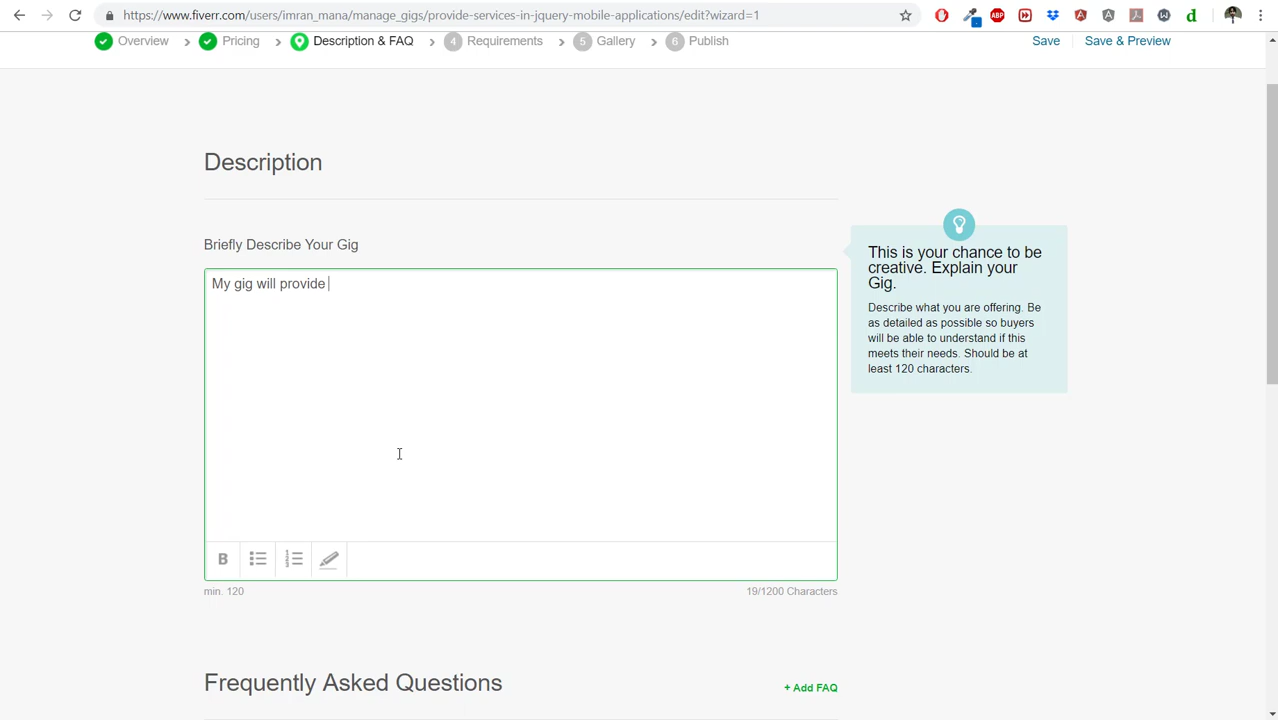 https://www.fiverr.com/users/imen_mana/manage_gigs/provide-services-in-jquey-mobile-applications/edit?wizard=1
ABP
Overview
Pricing
Description & FAQ
4 Requirements
5 Gallery
6 Publish
Save
Save & Preview
Description
Briefly Describe Your Gig
My gig will provide
This is your chance to be
creative. Explain your
Gig.
Describe what you are offering. Be
as detailed as possible so buyers
will be able to understand if this
meets their needs. Should be at
least 120 characters.
B
min. 120
19/1200 Characters
Frequently Asked Questions
+ Add FAQ